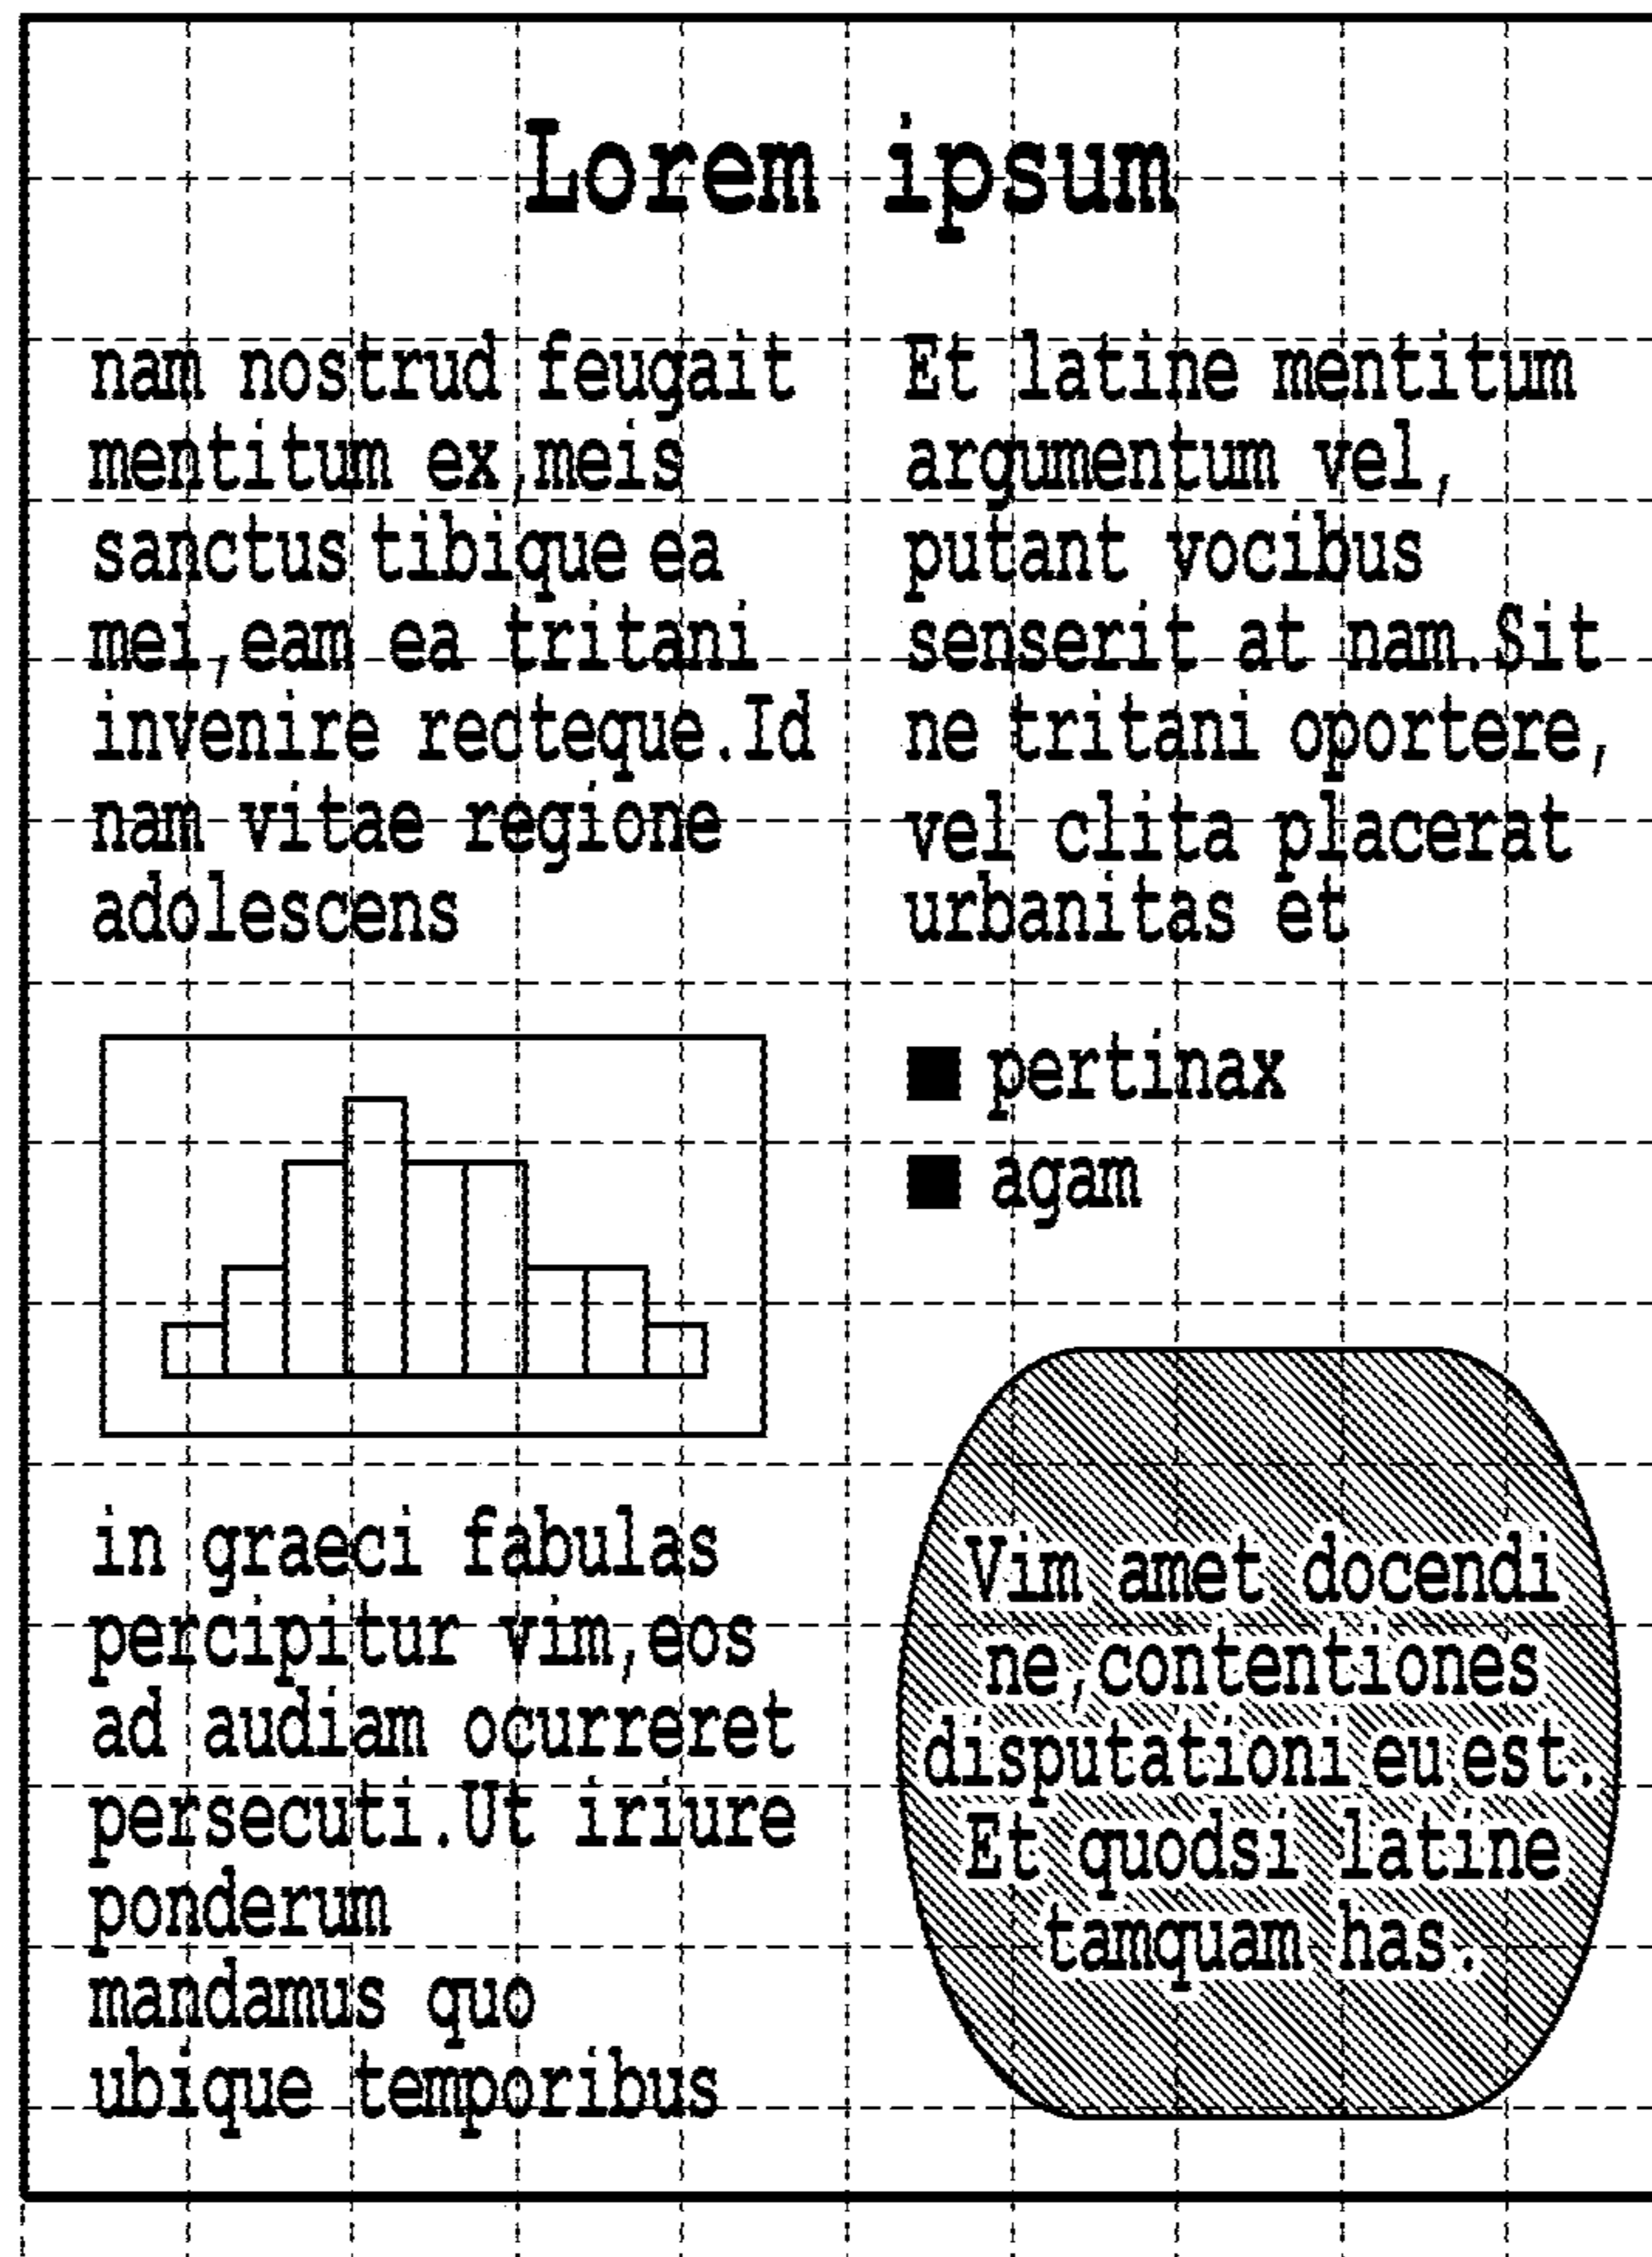 Lorem ipsum
nam nostrud feugait
mentitum ex,meis
sanctus tibique ea
mei,eam ea tritani
invenire recteque.Id
nam vitae regione
adolescens
in graeci fabulas
percipitur vim,eos
ad audiam ocurreret
persecuti.Ut iriure
ponderum
mandamus quo
ubique temporibus
Et latine mentitum
argumentum vel,
putant vocibus
senserit at nam.Sit
ne tritani oportere,
vel clita placerat
urbanitas et
pertinax
agam
Vim amet docendi
ne,contentiones
disputationi eu est.
Et quodsi latine
tamquam has.